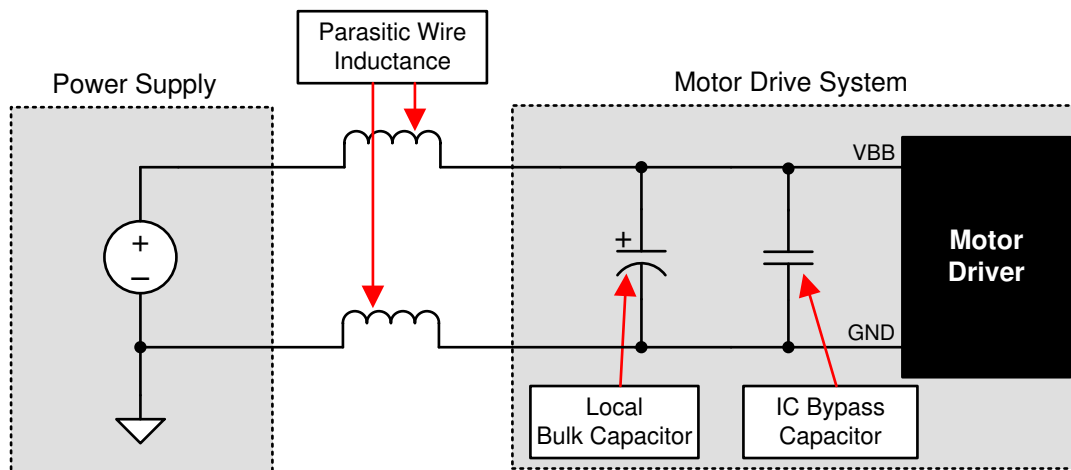 Parasitic Wire
Inductance
Power Supply
Motor Drive System
VBB
+
−
+
Motor
Driver
GND
Local
Bulk Capacitor
IC Bypass
Capacitor